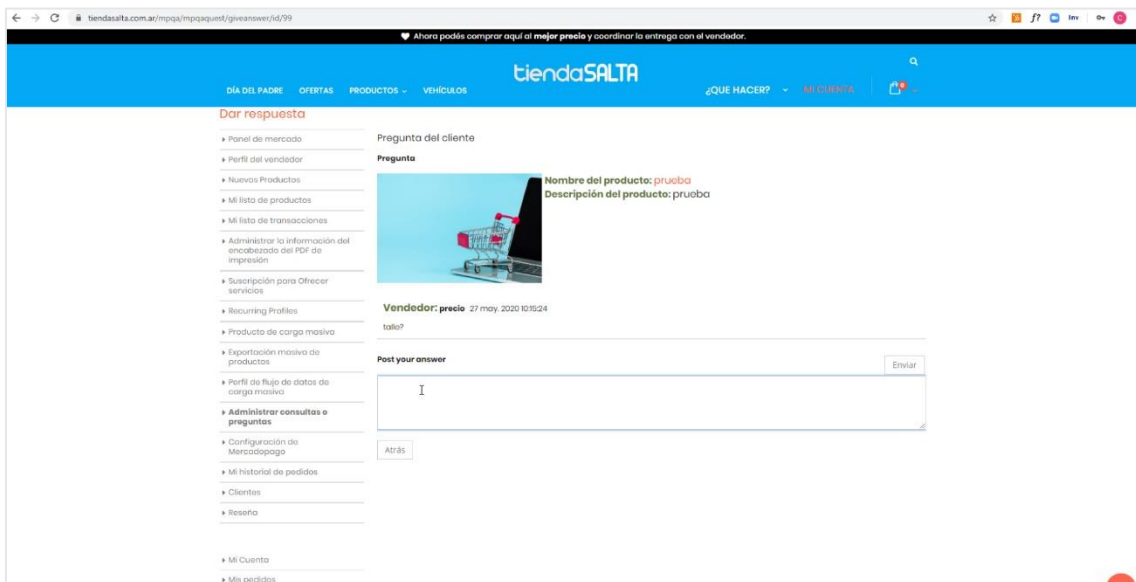 tiendasalta.com.ar/mpqa/mpqaquest/giveanswer/id/99
f?
Inv
C
Ahora podés comprar aquí al mejor precio y coordinar la entrega con el vendedor.
tiendaSALTA
DÍA DEL PADRE OFERTAS PRODUCTOS VEHÍCULOS ¿QUE HACER? MI CUENTA 0
Dar respuesta
Panel de mercado
Perfil del vendedor
Nuevos Productos
Mi lista de productos
Mi lista de transacciones
Administrar la información del
encabezado del PDF de
impresión
Suscripción para Ofrecer
servicios
Recurring Profiles
Producto de carga masiva
Exportación masiva de
productos
Perfil de flujo de datos de
carga masiva
Administrar consultas o
preguntas
Configuración de
Mercadopago
Mi historial de pedidos
Clientes
Reseña
Mi Cuenta
Mis pedidos
Pregunta del cliente
Pregunta
Nombre del producto: prueba
Descripción del producto: prueba
Vendedor: precio 27 may. 2020 10:15:24
talle?
Post your answer
Enviar
Atrás